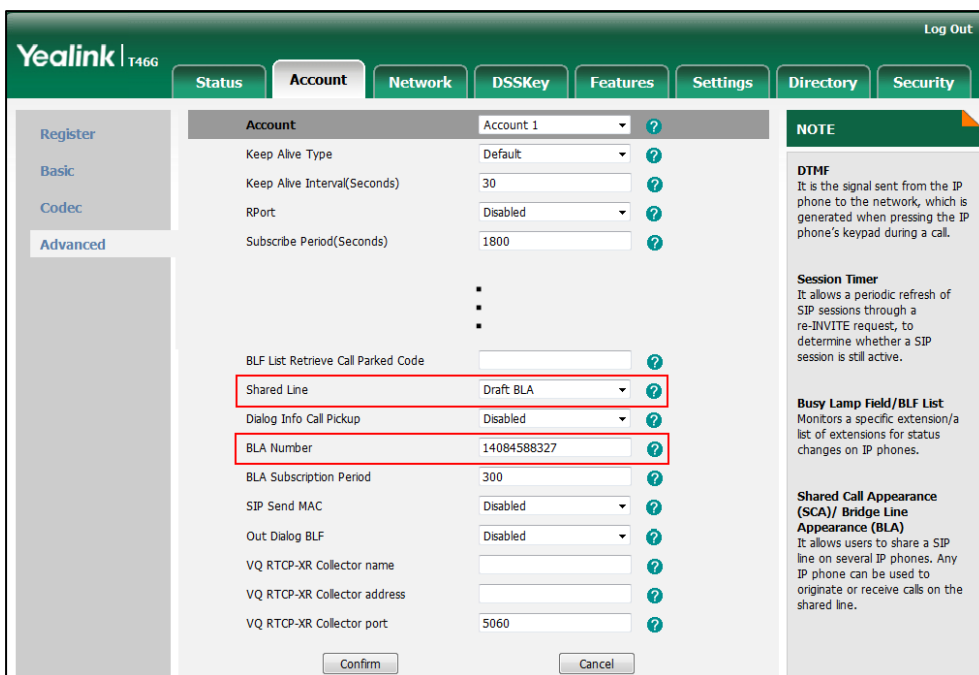 Log Out
Yealink T46G
Status Account Network DSSKey Features Settings Directory Security
Register
Basic
Codec
Advanced
Account Account 1 ?
Keep Alive Type Default ?
Keep Alive Interval(Seconds) 30 ?
RPort Disabled ?
Subscribe Period(Seconds) 1800 ?
BLF List Retrieve Call Parked Code ?
Shared Line Draft BLA ?
Dialog Info Call Pickup Disabled ?
BLA Number 14084588327 ?
BLA Subscription Period 300 ?
SIP Send MAC Disabled ?
Out Dialog BLF Disabled ?
VQ RTCP-XR Collector name ?
VQ RTCP-XR Collector address ?
VQ RTCP-XR Collector port 5060 ?
Confirm Cancel
NOTE
DTMF
It is the signal sent from the IP
phone to the network, which is
generated when pressing the IP
phone's keypad during a call.
Session Timer
It allows a periodic refresh of
SIP sessions through a
re-INVITE request, to
determine whether a SIP
session is still active.
Busy Lamp Field/BLF List
Monitors a specific extension/a
list of extensions for status
changes on IP phones.
Shared Call Appearance
(SCA)/ Bridge Line
Appearance (BLA)
It allows users to share a SIP
line on several IP phones. Any
IP phone can be used to
originate or receive calls on the
shared line.